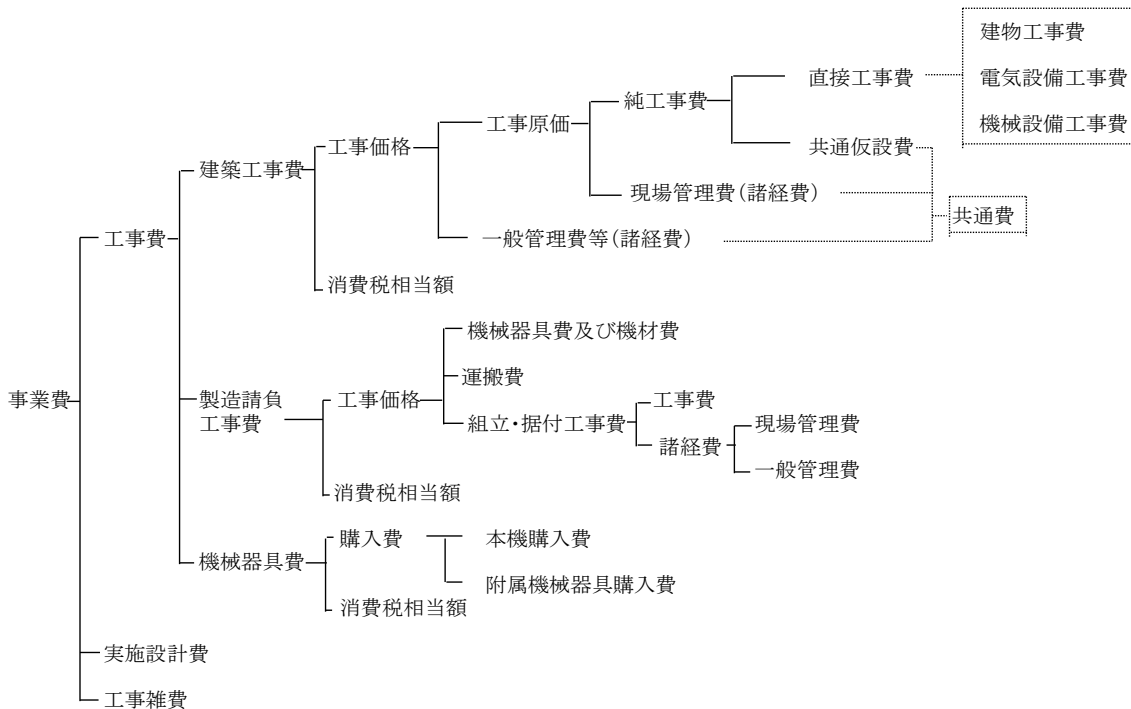 建物工事費
直接工事費
電気設備工事費
純工事費
機械設備工事費
工事原価
工事価格
共通仮設費
建築工事費
現場管理費(諸経費)
共通費
工事費
一般管理費等(諸経費)
消費税相当額
機械器具費及び機材費
運搬費
事業費
製造請負
工事費
工事価格
工事費
組立・据付工事費
現場管理費
諸経費
一般管理費
消費税相当額
購入費
本機購入費
機械器具費
附属機械器具購入費
消費税相当額
実施設計費
工事雑費